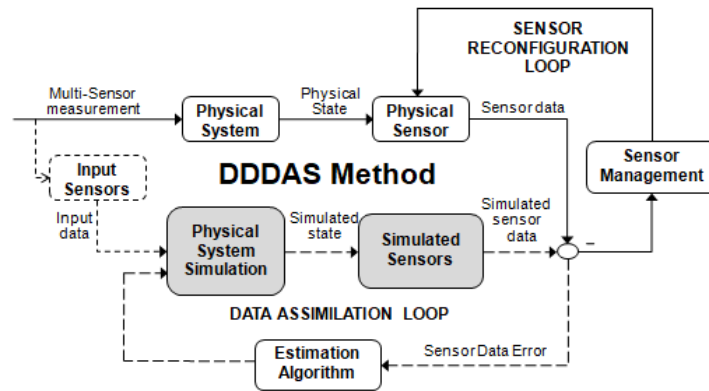 SENSOR
RECONFIGURATION
LOOP
Multi-Sensor
measurement
Physical
System
Physical
State
Physical
Sensor
Sensor data
Input
Sensors
DDDAS Method
Sensor
Management
Input
data
Physical
System
Simulation
Simulated
state
Simulated
Sensors
Simulated
sensor
data
–
DATA ASSIMILATION LOOP
Estimation
Algorithm
Sensor Data Error